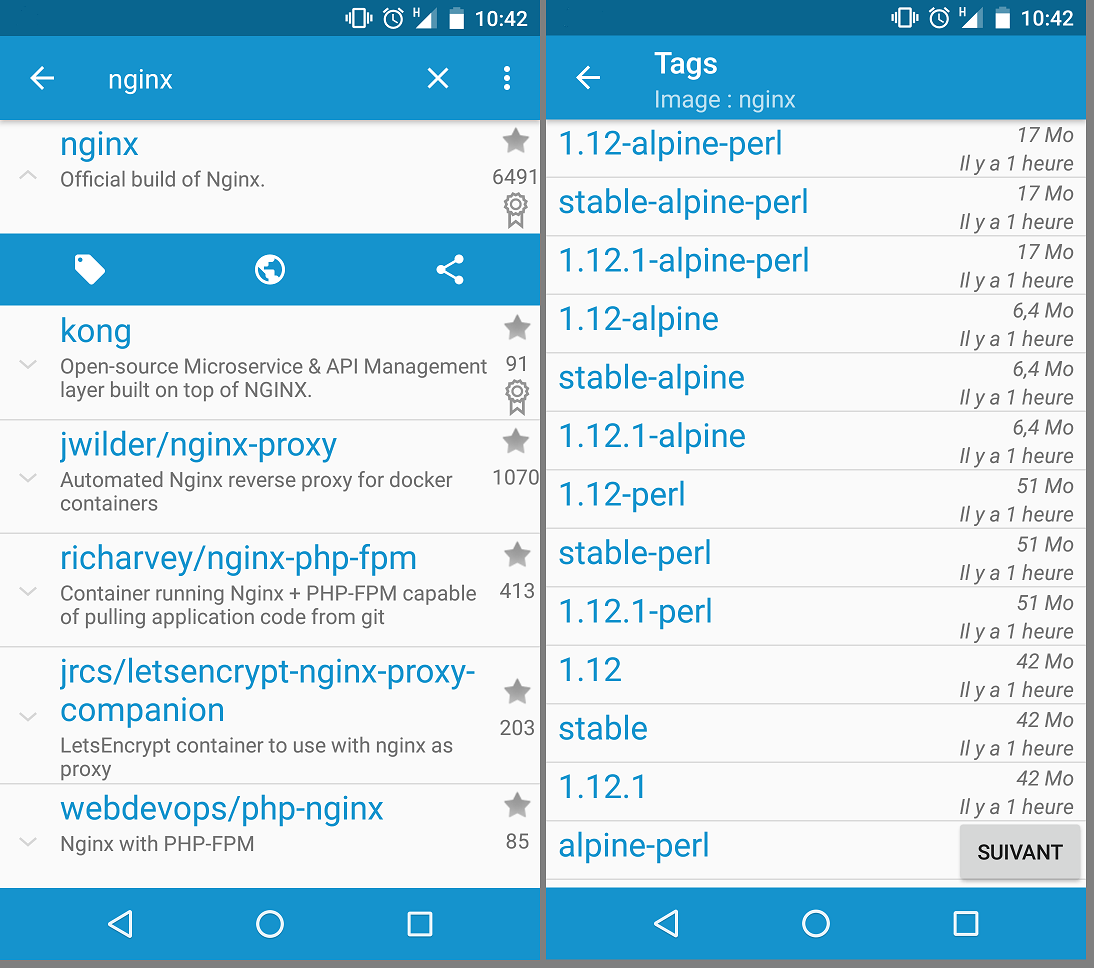 H 10:42
nginx
nginx
Official build of Nginx.
6491
kong
Open-source Microservice & API Management
layer built on top of NGINX.
91
jwilder/nginx-proxy
Automated Nginx reverse proxy for docker
containers
1070
richarvey/nginx-php-fpm
Container running Nginx + PHP-FPM capable
of pulling application code from git
413
jrcs/letsencrypt-nginx-proxy-
companion
LetsEncrypt container to use with nginx as
proxy
203
webdevops/php-nginx
Nginx with PHP-FPM
85
H 10:42
Tags
Image : nginx
1.12-alpine-perl
17 Mo
Il y a 1 heure
stable-alpine-perl
17 Mo
Il y a 1 heure
1.12.1-alpine-perl
17 Mo
Il y a 1 heure
1.12-alpine
6,4 Mo
Il y a 1 heure
stable-alpine
6,4 Mo
Il y a 1 heure
1.12.1-alpine
6,4 Mo
Il y a 1 heure
1.12-perl
51 Mo
Il y a 1 heure
stable-perl
51 Mo
Il y a 1 heure
1.12.1-perl
51 Mo
Il y a 1 heure
1.12
42 Mo
Il y a 1 heure
stable
42 Mo
Il y a 1 heure
1.12.1
42 Mo
Il y a 1 heure
alpine-perl
SUIVANT